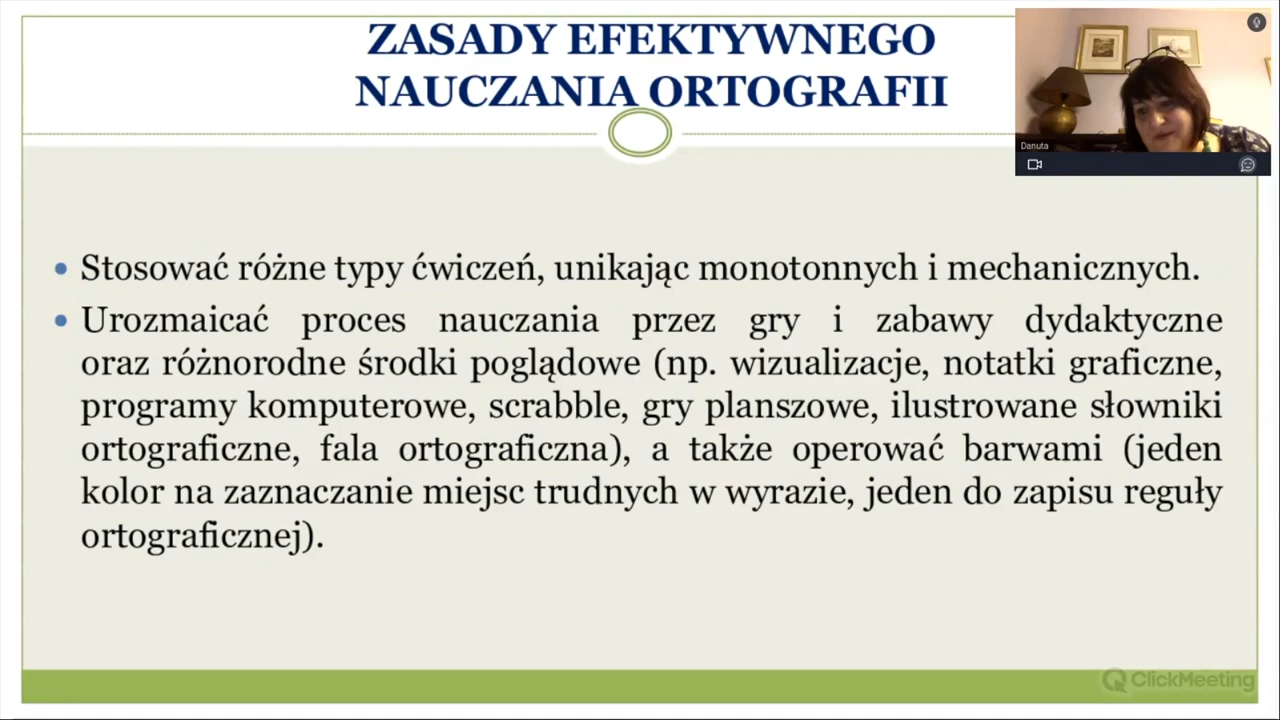 ZASADY EFEKTYWNEGO
NAUCZANIA ORTOGRAFII
Danuta
• Stosować różne typy ćwiczeń, unikając monotonnych i mechanicznych.
• Urozmaicać proces nauczania przez gry i zabawy dydaktyczne
oraz różnorodne środki poglądowe (np. wizualizacje, notatki graficzne,
programy komputerowe, scrabble, gry planszowe, ilustrowane słowniki
ortograficzne, fala ortograficzna), a także operować barwami (jeden
kolor na zaznaczanie miejsc trudnych w wyrazie, jeden do zapisu reguły
ortograficznej).
ClickMeeting